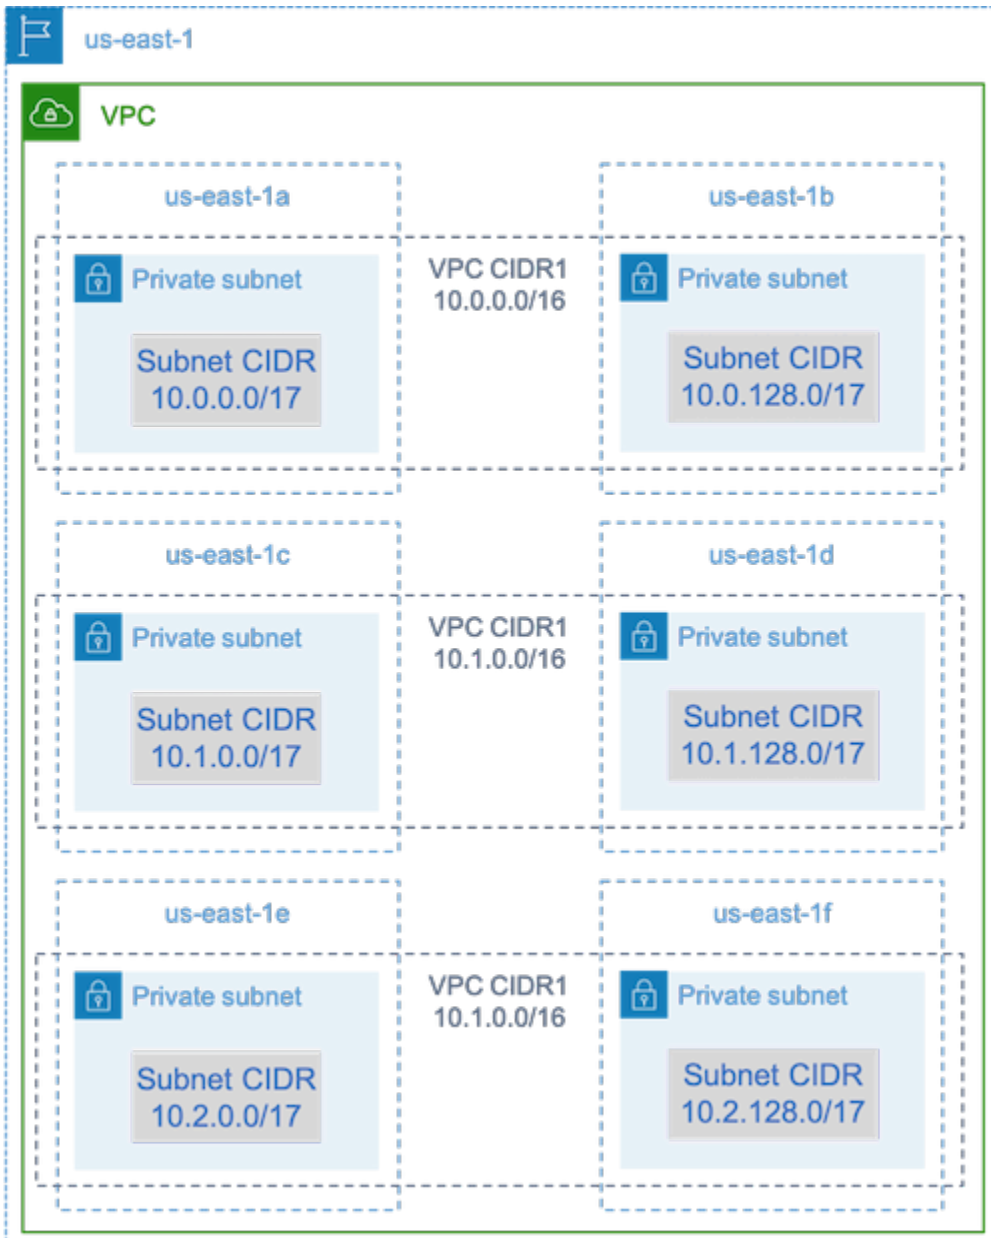 us-east-1
VPC
us-east-1a
us-east-1b
Private subnet
VPC CIDR1
10.0.0.0/16
Private subnet
Subnet CIDR
10.0.0.0/17
Subnet CIDR
10.0.128.0/17
us-east-1c
us-east-1d
Private subnet
VPC CIDR1
10.1.0.0/16
Private subnet
Subnet CIDR
10.1.0.0/17
Subnet CIDR
10.1.128.0/17
us-east-1e
us-east-1f
Private subnet
VPC CIDR1
10.1.0.0/16
Private subnet
Subnet CIDR
10.2.0.0/17
Subnet CIDR
10.2.128.0/17